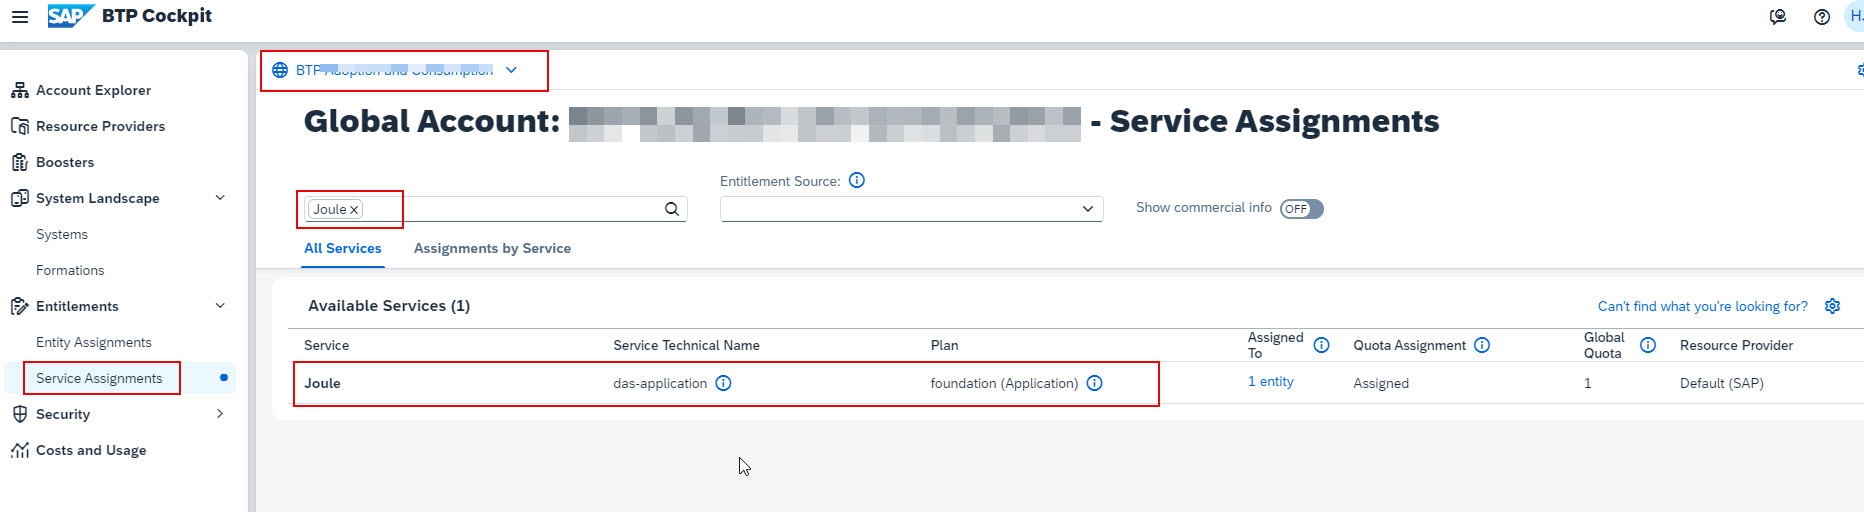 SAP BTP Cockpit
H.
BTP Adoption and Consumption
Account Explorer
Resource Providers
Boosters
System Landscape
Systems
Formations
Entitlements
Entity Assignments
Service Assignments
Security
Costs and Usage
Global Account: - Service Assignments
Entitlement Source:
Joule
Show commercial info OFF
All Services Assignments by Service
Available Services (1) Can't find what you're looking for?
Service Service Technical Name Plan Assigned To Quota Assignment Global Quota Resource Provider
Joule das-application foundation (Application) 1 entity Assigned 1 Default (SAP)